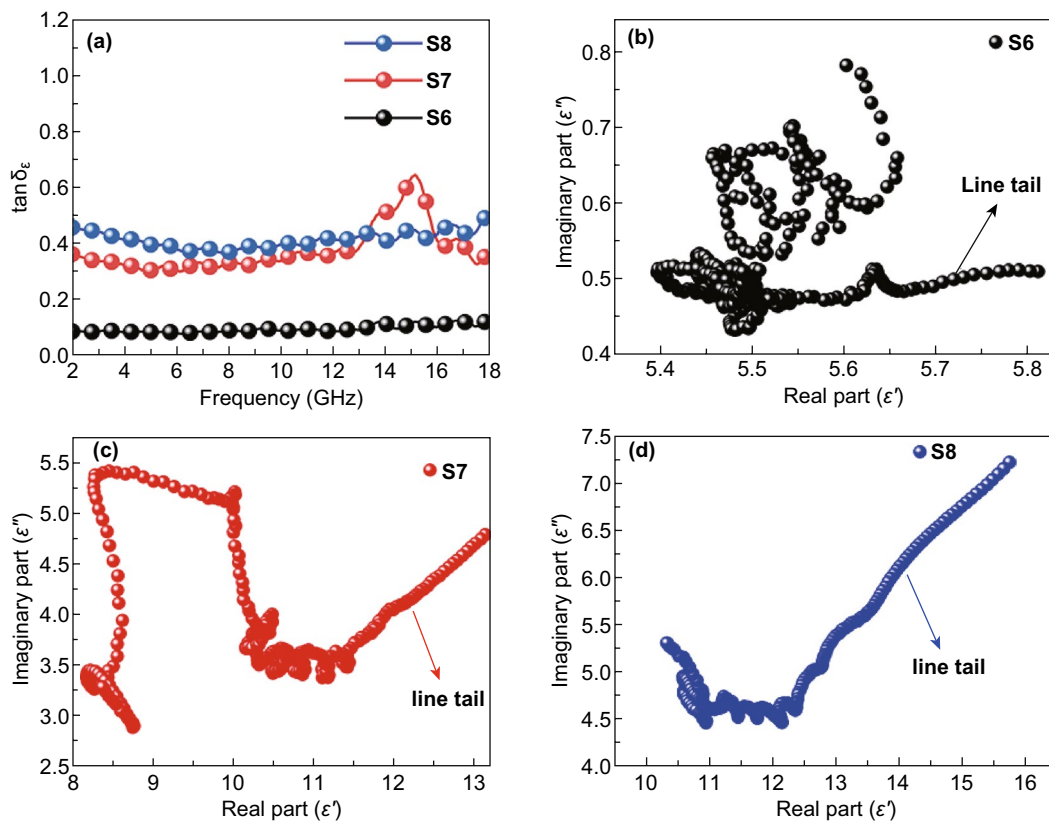 (a)
S8
S7
S6
1.2
1.0
0.8
0.6
0.4
0.2
0.0
tanδε
2 4 6 8 10 12 14 16 18
Frequency (GHz)
(b)
S6
0.8
0.7
0.6
0.5
0.4
Imaginary part (ε″)
Line tail
5.4 5.5 5.6 5.7 5.8
Real part (ε′)
(c)
S7
5.5
5.0
4.5
4.0
3.5
3.0
2.5
Imaginary part (ε″)
line tail
8 9 10 11 12 13
Real part (ε′)
(d)
S8
7.5
7.0
6.5
6.0
5.5
5.0
4.5
4.0
Imaginary part (ε″)
line tail
10 11 12 13 14 15 16
Real part (ε′)